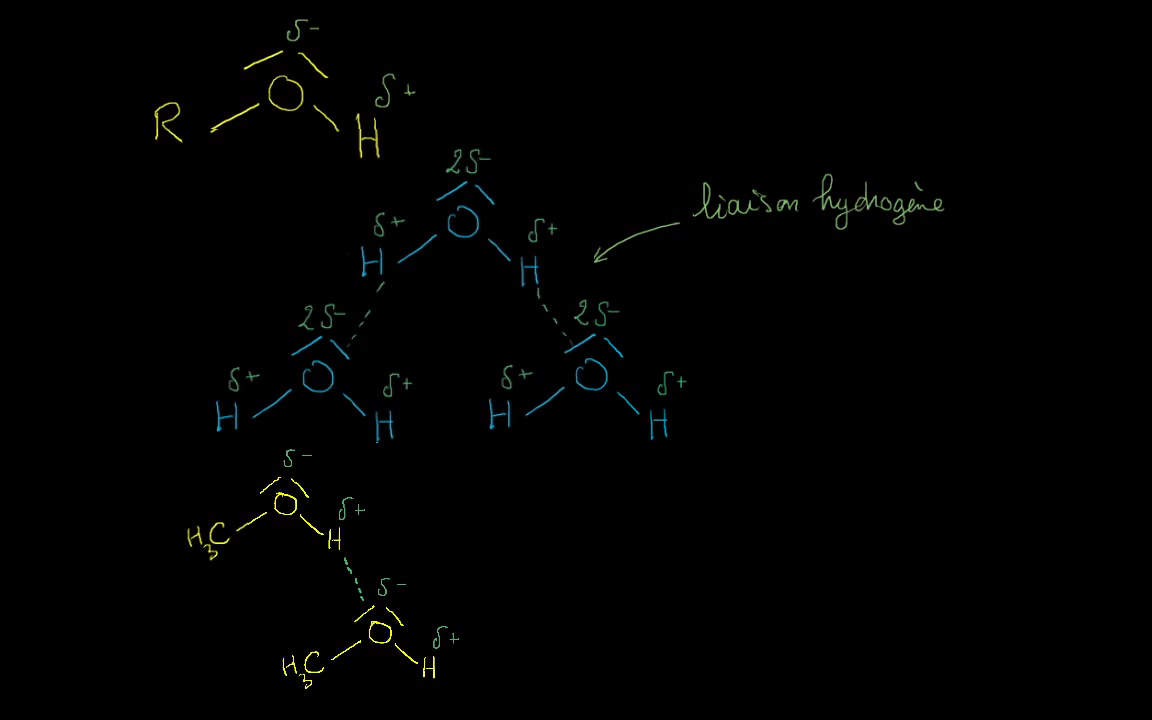 δ-
R O H δ+
2δ-
liaison hydrogène
δ+ H O H δ+
2δ- 2δ-
δ+ H O H δ+ δ+ H O H δ+
δ-
H3C O H δ+
δ-
H3C O H δ+